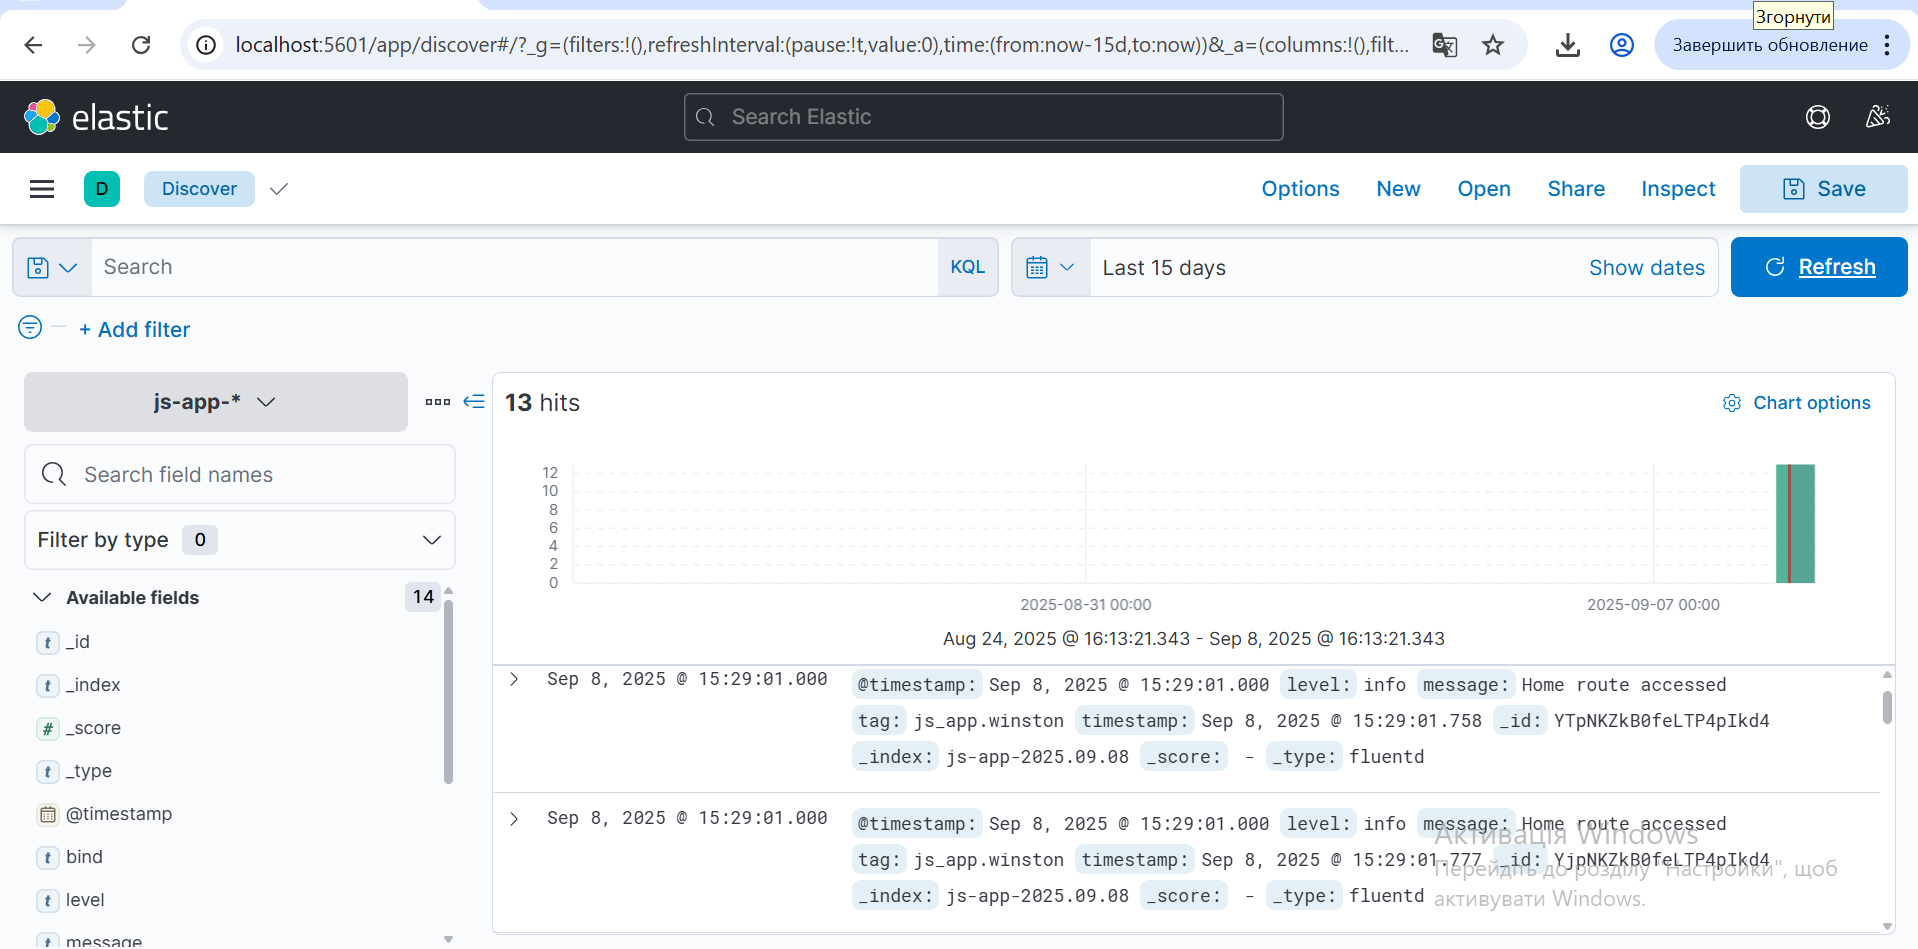 Згорнути
localhost:5601/app/discover#/?_g=(filters:!(),refreshInterval:(pause:!t,value:0),time:(from:now-15d,to:now))&_a=(columns:!(),filt...
Завершить обновление
elastic
Search Elastic
D
Discover
Options
New
Open
Share
Inspect
Save
Search
KQL
Last 15 days
Show dates
Refresh
+ Add filter
js-app-*
Search field names
Filter by type 0
Available fields 14
t _id
t _index
# _score
t _type
@timestamp
t bind
t level
t message
13 hits
Chart options
12
10
8
6
4
2
0
2025-08-31 00:00
2025-09-07 00:00
Aug 24, 2025 @ 16:13:21.343 - Sep 8, 2025 @ 16:13:21.343
Sep 8, 2025 @ 15:29:01.000
@timestamp: Sep 8, 2025 @ 15:29:01.000 level: info message: Home route accessed
tag: js_app.winston timestamp: Sep 8, 2025 @ 15:29:01.758 _id: YTpNKZkB0feLTP4pIkd4
_index: js-app-2025.09.08 _score: - _type: fluentd
Sep 8, 2025 @ 15:29:01.000
@timestamp: Sep 8, 2025 @ 15:29:01.000 level: info message: Home route accessed
tag: js_app.winston timestamp: Sep 8, 2025 @ 15:29:01.777 _id: YjpNKZkB0feLTP4pIkd4
_index: js-app-2025.09.08 _score: - _type: fluentd
Активація Windows
Перейдіть до розділу "Настройки", щоб
активувати Windows.